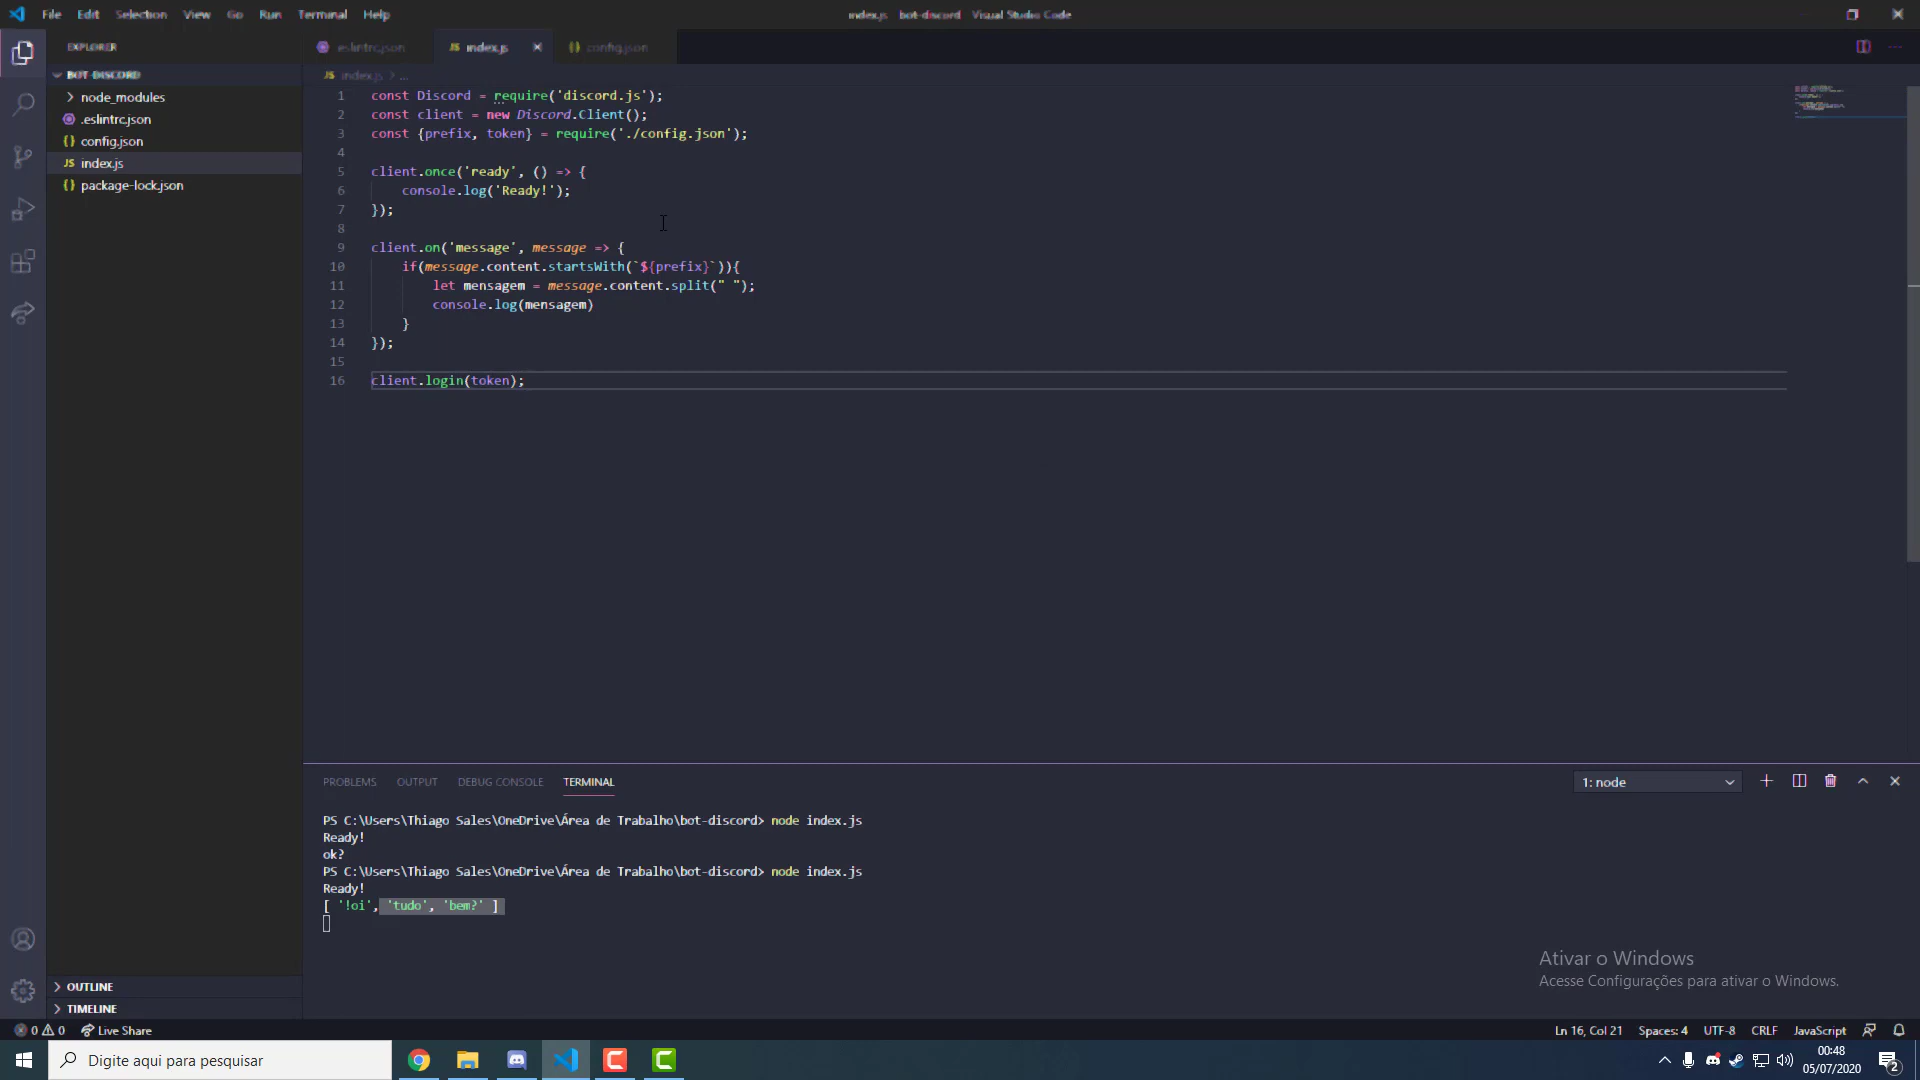 File Edit Selection View Go Run Terminal Help
index.js bot-discord Visual Studio Code
EXPLORER
eslintrc.json JS index.js {} config.json
BOT-DISCORD
JS index.js > ...
node_modules
.eslintrc.json
{} config.json
JS index.js
{} package-lock.json
1 const Discord = require('discord.js');
2 const client = new Discord.Client();
3 const {prefix, token} = require('./config.json');
4
5 client.once('ready', () => {
6 console.log('Ready!');
7 });
8
9 client.on('message', message => {
10 if(message.content.startsWith(`${prefix}`)){
11 let mensagem = message.content.split(" ");
12 console.log(mensagem)
13 }
14 });
15
16 client.login(token);
PROBLEMS OUTPUT DEBUG CONSOLE TERMINAL
1: node
PS C:\Users\Thiago Sales\OneDrive\Área de Trabalho\bot-discord> node index.js
Ready!
ok?
PS C:\Users\Thiago Sales\OneDrive\Área de Trabalho\bot-discord> node index.js
Ready!
[ '!oi', 'tudo', 'bem?' ]
Ativar o Windows
Acesse Configurações para ativar o Windows.
OUTLINE
TIMELINE
0 0 Live Share
Ln 16, Col 21 Spaces: 4 UTF-8 CRLF JavaScript
Digite aqui para pesquisar
00:48
05/07/2020
2